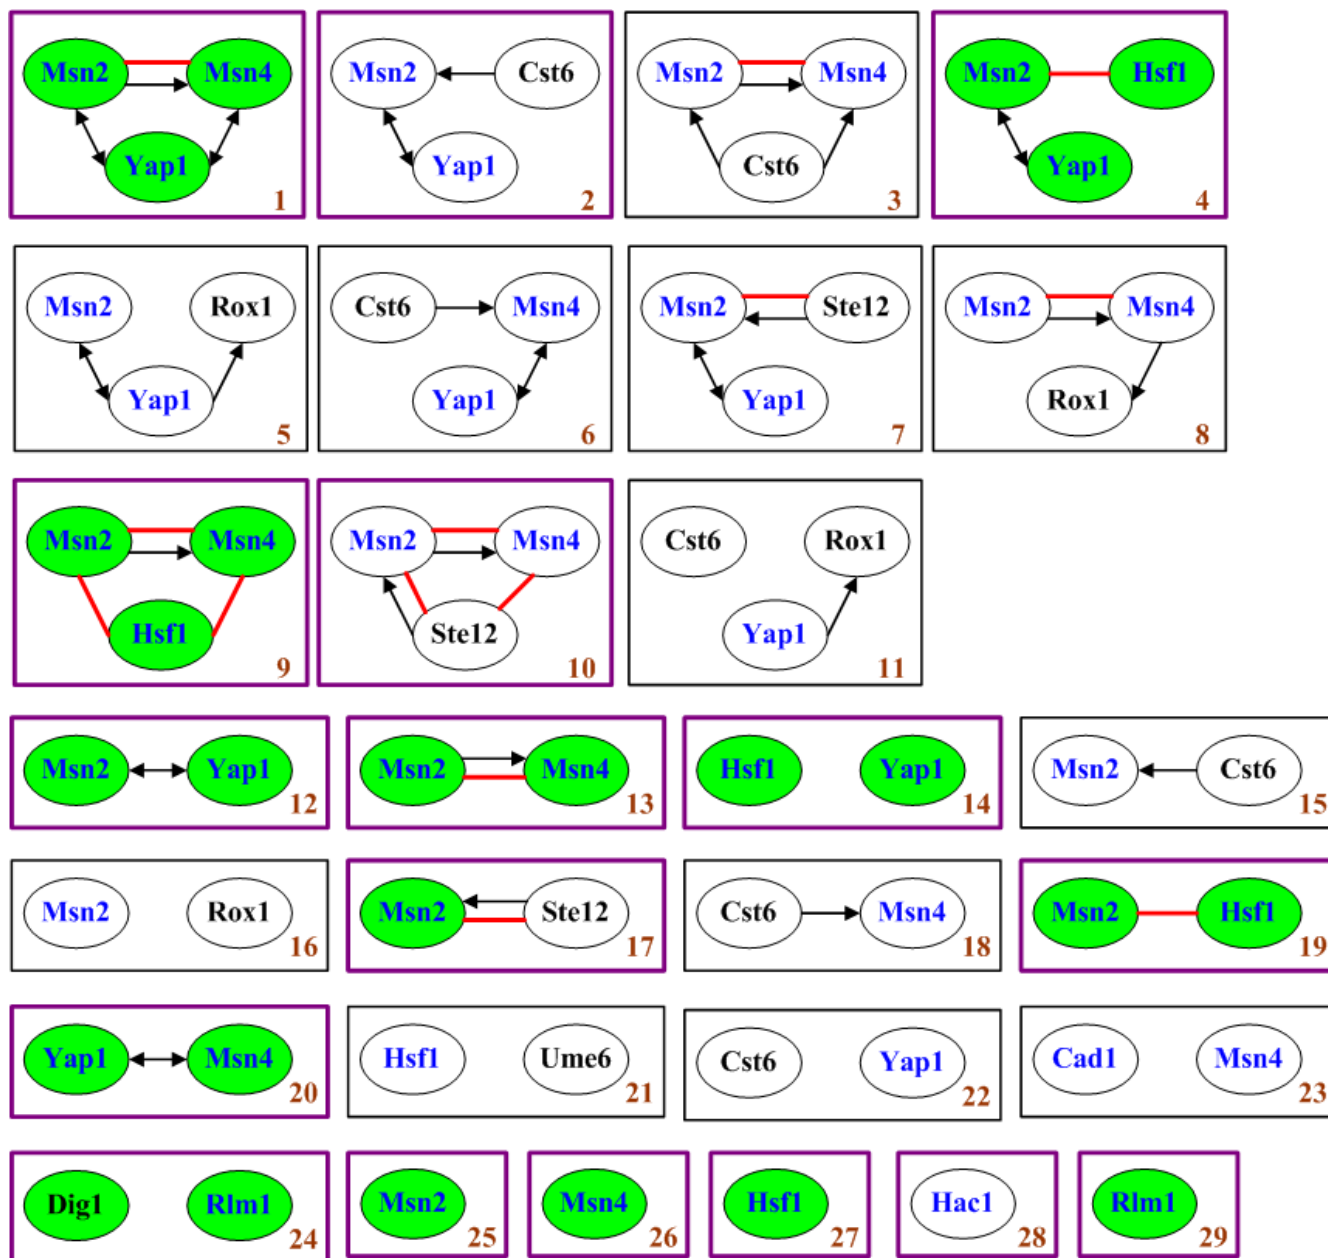 Msn2 Msn4
Yap1
1
Msn2 Cst6
Yap1
2
Msn2 Msn4
Cst6
3
Msn2 Hsf1
Yap1
4
Msn2 Rox1
Yap1
5
Cst6 Msn4
Yap1
6
Msn2 Ste12
Yap1
7
Msn2 Msn4
Rox1
8
Msn2 Msn4
Hsf1
9
Msn2 Msn4
Ste12
10
Cst6 Rox1
Yap1
11
Msn2 Yap1
12
Msn2 Msn4
13
Hsf1 Yap1
14
Msn2 Cst6
15
Msn2 Rox1
16
Msn2 Ste12
17
Cst6 Msn4
18
Msn2 Hsf1
19
Yap1 Msn4
20
Hsf1 Ume6
21
Cst6 Yap1
22
Cad1 Msn4
23
Dig1 Rlm1
24
Msn2
25
Msn4
26
Hsf1
27
Hac1
28
Rlm1
29